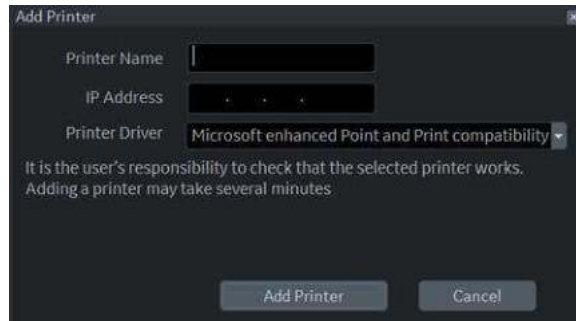 Add Printer
Printer Name
IP Address . . .
Printer Driver Microsoft enhanced Point and Print compatibility
It is the user's responsibility to check that the selected printer works.
Adding a printer may take several minutes
Add Printer Cancel